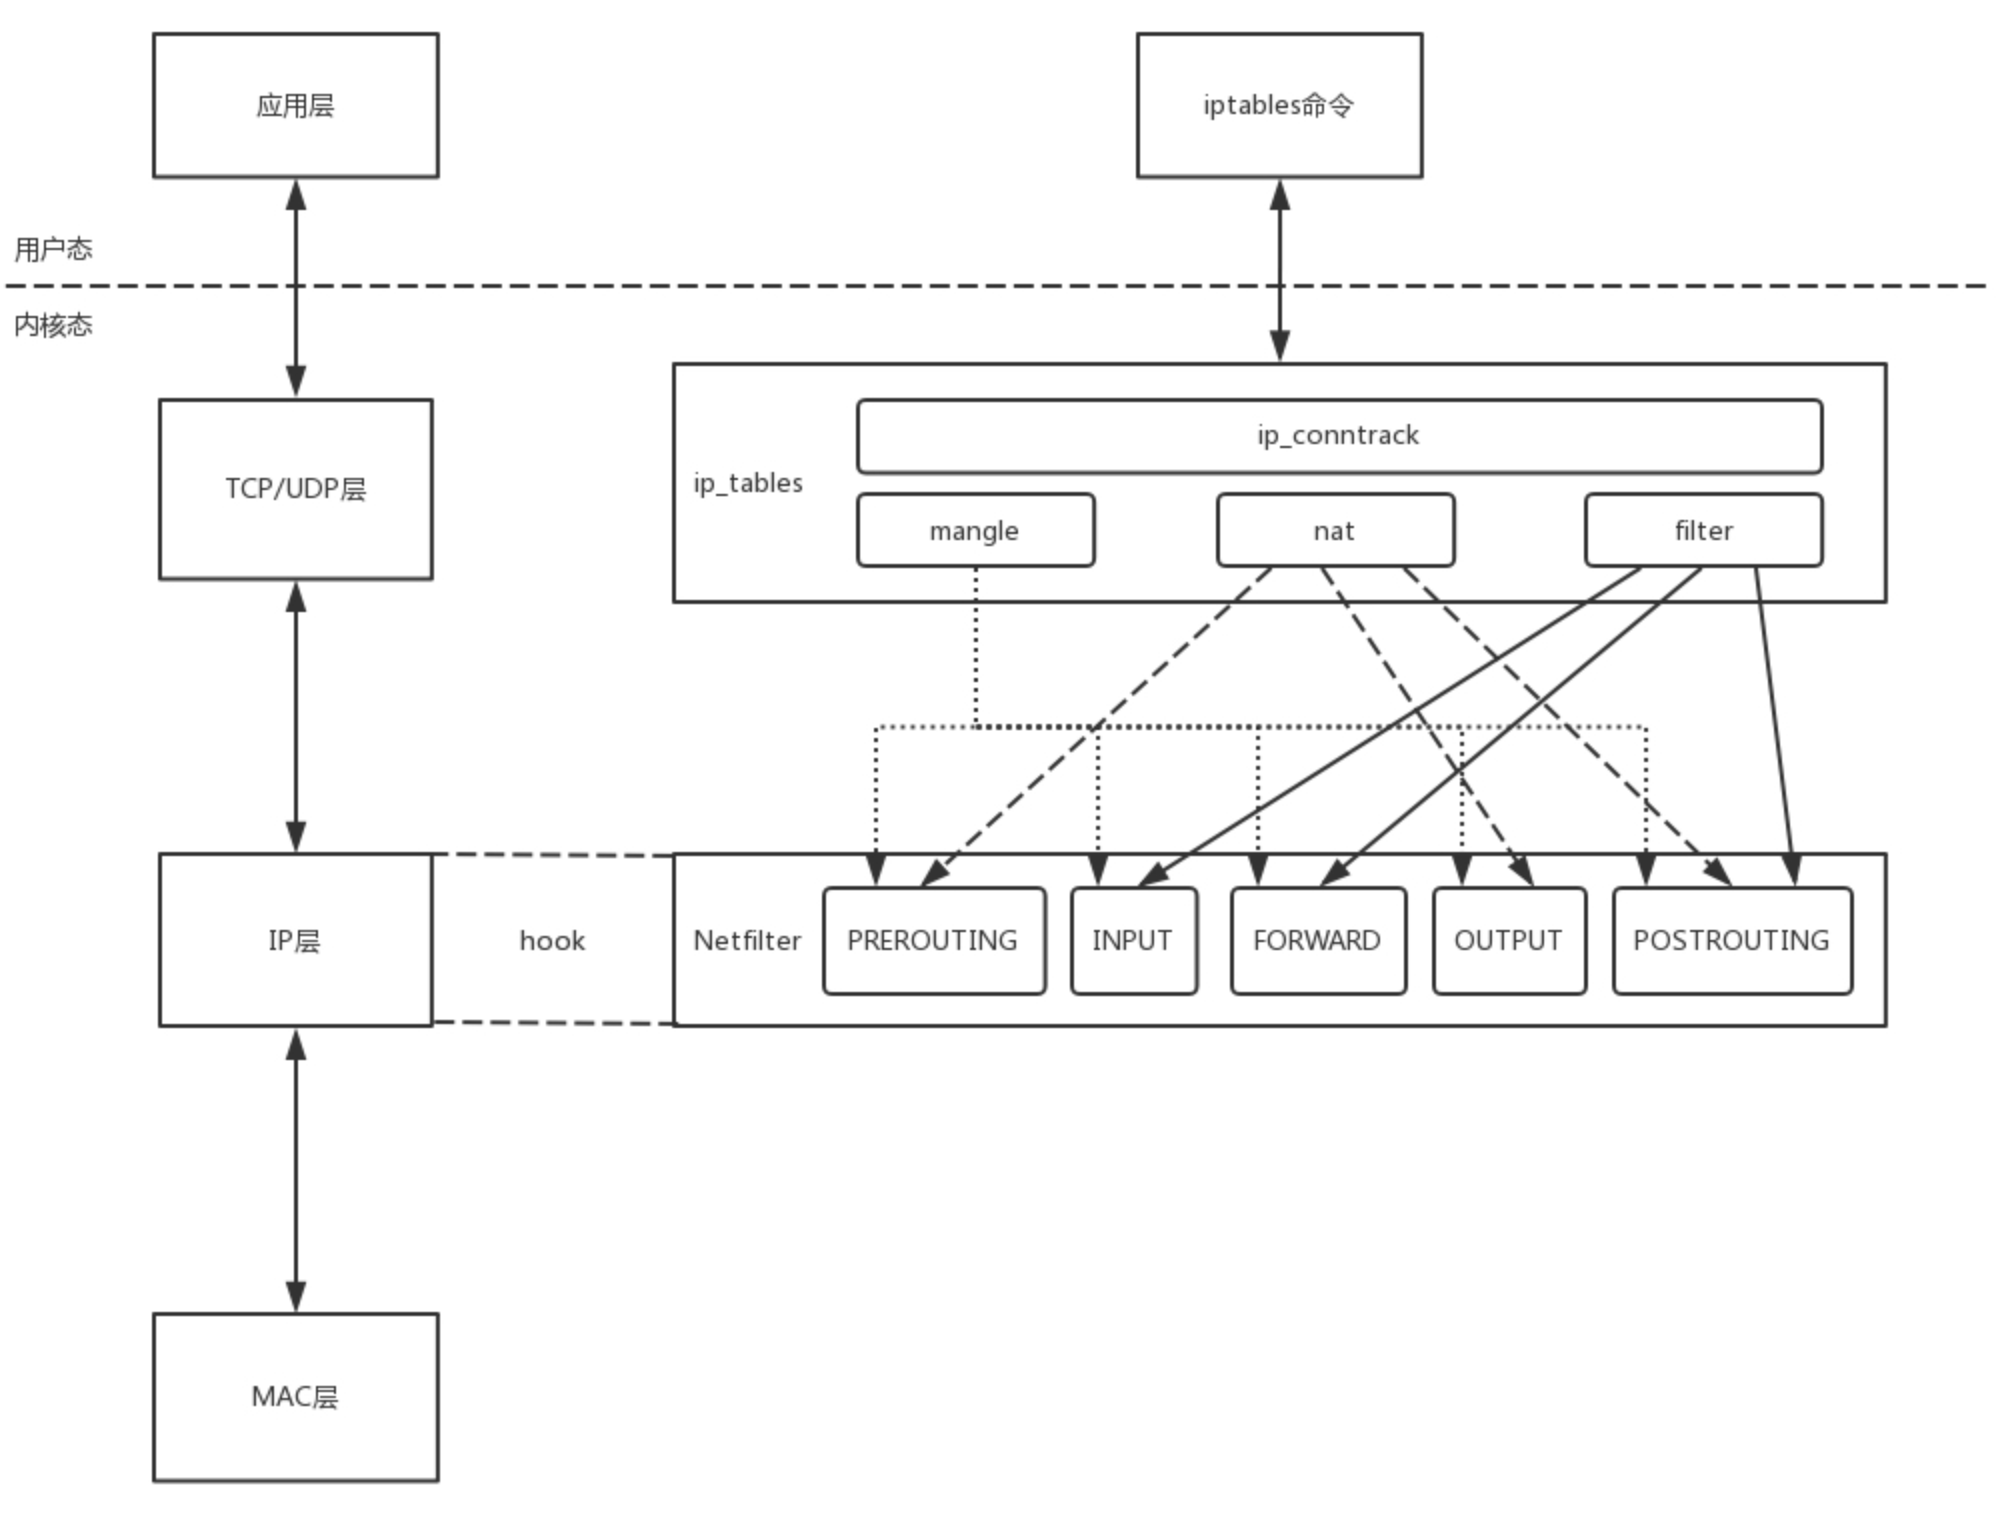 应用层
iptables命令
用户态
内核态
TCP/UDP层
ip_tables
ip_conntrack
mangle
nat
filter
IP层
hook
Netfilter
PREROUTING
INPUT
FORWARD
OUTPUT
POSTROUTING
MAC层